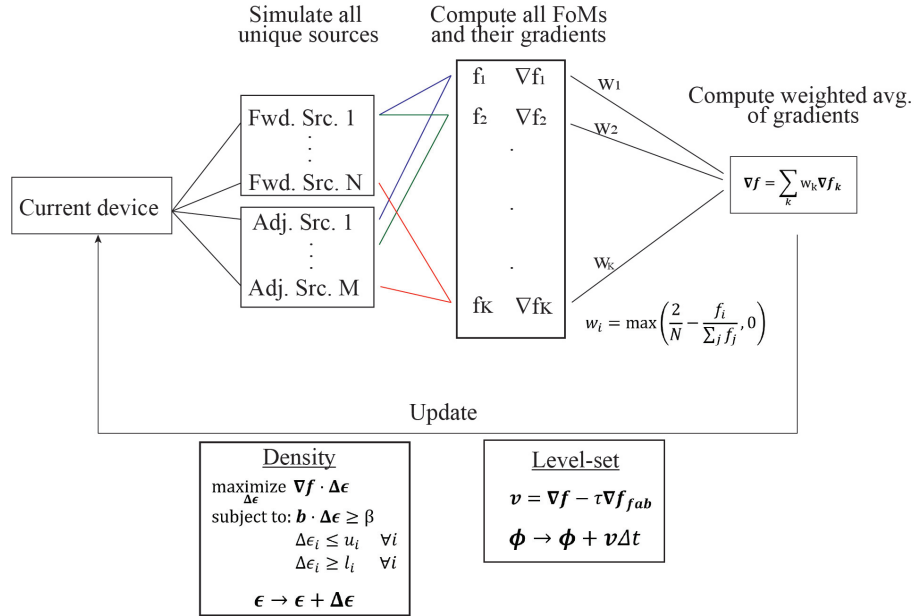 Simulate all
unique sources
Compute all FoMs
and their gradients
Current device
Fwd. Src. 1
Fwd. Src. N
Adj. Src. 1
Adj. Src. M
f₁ ∇f₁
f₂ ∇f₂
fK ∇fK
w₁
w₂
wK
Compute weighted avg.
of gradients
∇f = ∑ₖ wₖ∇fₖ
wᵢ = max(2/N − fᵢ/∑ⱼ fⱼ, 0)
Update
Density
maximize ∇f · Δϵ
Δϵ
subject to: b · Δϵ ≥ β
Δϵᵢ ≤ uᵢ ∀i
Δϵᵢ ≥ lᵢ ∀i
ϵ → ϵ + Δϵ
Level-set
v = ∇f − τ∇f_fab
ϕ → ϕ + vΔt